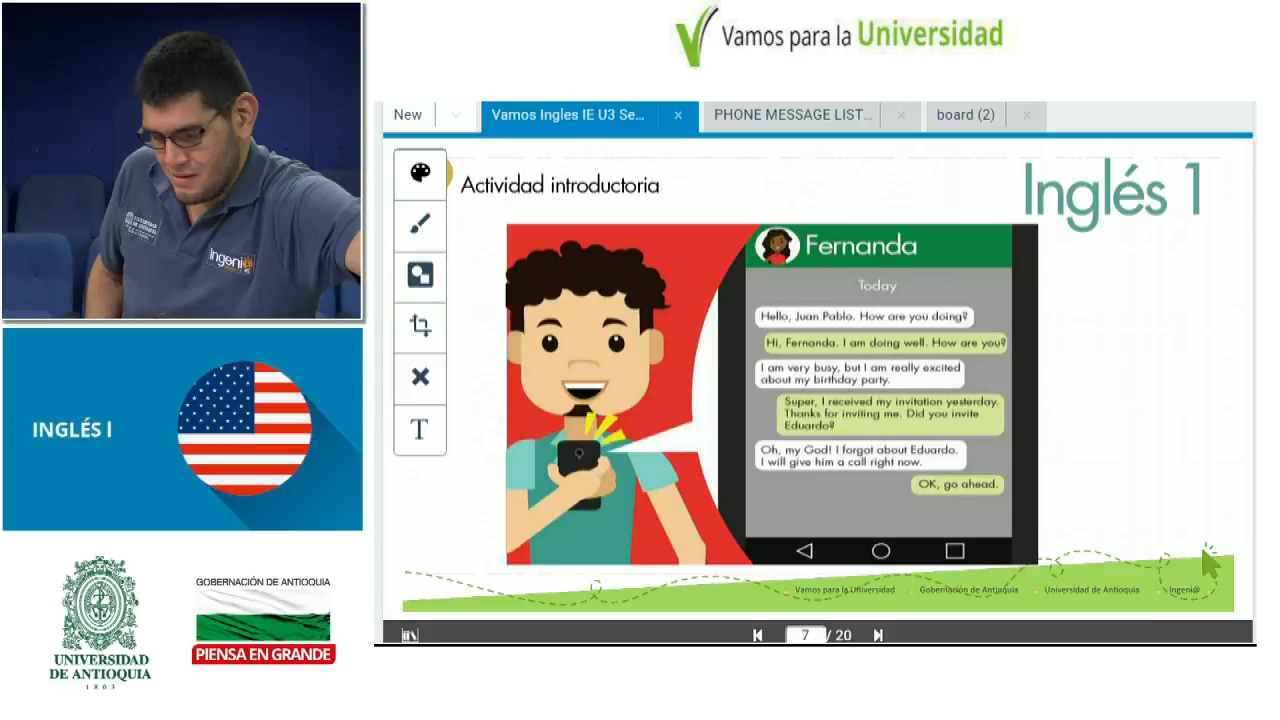 Vamos para la Universidad
New
Vamos Ingles IE U3 Se...
PHONE MESSAGE LIST...
board (2)
Actividad introductoria
Inglés 1
Fernanda
Today
Hello, Juan Pablo. How are you doing?
Hi, Fernanda. I am doing well. How are you?
I am very busy, but I am really excited
about my birthday party.
Super, I received my invitation yesterday.
Thanks for inviting me. Did you invite
Eduardo?
Oh, my God! I forgot about Eduardo.
I will give him a call right now.
OK, go ahead.
T
Vamos para la Universidad
Gobernación de Antioquia
Universidad de Antioquia
Ingeni@
7 / 20
Ingeni@
INGLÉS I
UNIVERSIDAD
DE ANTIOQUIA
1803
GOBERNACIÓN DE ANTIOQUIA
PIENSA EN GRANDE